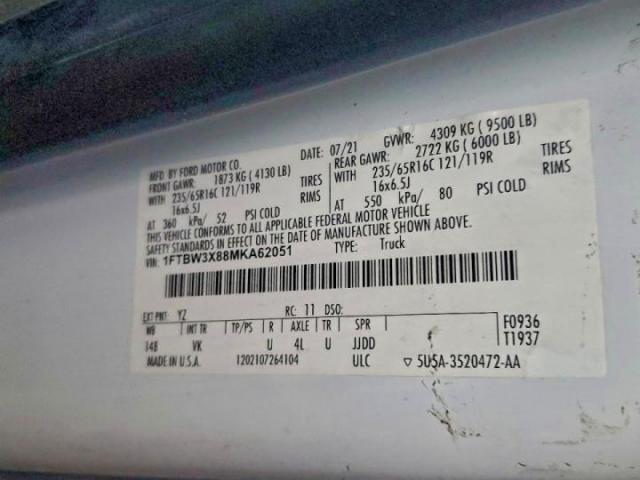 MFD. BY FORD MOTOR CO.
DATE: 07/21 GVWR: 4309 KG ( 9500 LB)
FRONT GAWR: 1873 KG ( 4130 LB) REAR GAWR: 2722 KG ( 6000 LB)
WITH 235/65R16C 121/119R TIRES WITH 235/65R16C 121/119R TIRES
16x6.5J RIMS 16x6.5J RIMS
AT 360 kPa/ 52 PSI COLD AT 550 kPa/ 80 PSI COLD
THIS VEHICLE CONFORMS TO ALL APPLICABLE FEDERAL MOTOR VEHICLE
SAFETY STANDARDS IN EFFECT ON THE DATE OF MANUFACTURE SHOWN ABOVE.
VIN: 1FTBW3X88MKA62051 TYPE: Truck
EXT PNT: YZ RC: 11 DSO:
WB INT TR TP/PS R AXLE TR SPR F0936
148 VK U 4L U JJDD T1937
MADE IN U.S.A. 1202107264104 ULC ▽ 5U5A-3520472-AA